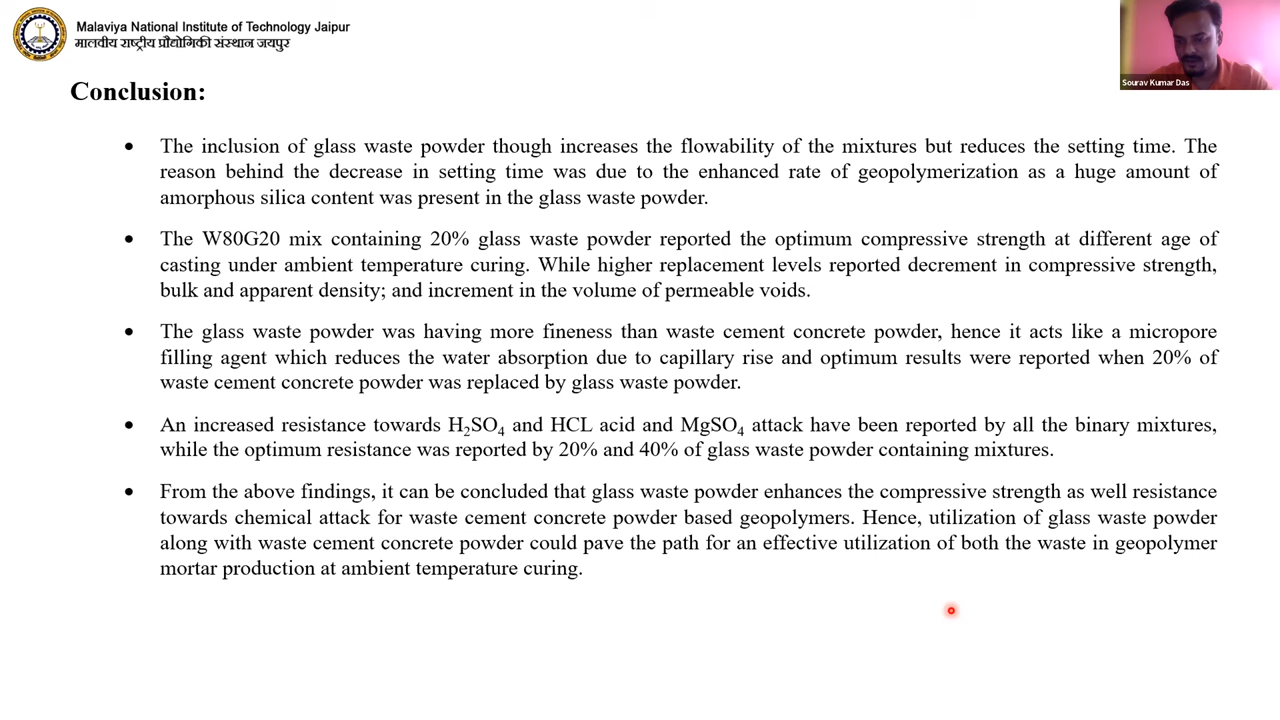 Malaviya National Institute of Technology Jaipur
मालवीय राष्ट्रीय प्रौद्योगिकी संस्थान जयपुर
Sourav Kumar Das
Conclusion:
• The inclusion of glass waste powder though increases the flowability of the mixtures but reduces the setting time. The
reason behind the decrease in setting time was due to the enhanced rate of geopolymerization as a huge amount of
amorphous silica content was present in the glass waste powder.
• The W80G20 mix containing 20% glass waste powder reported the optimum compressive strength at different age of
casting under ambient temperature curing. While higher replacement levels reported decrement in compressive strength,
bulk and apparent density; and increment in the volume of permeable voids.
• The glass waste powder was having more fineness than waste cement concrete powder, hence it acts like a micropore
filling agent which reduces the water absorption due to capillary rise and optimum results were reported when 20% of
waste cement concrete powder was replaced by glass waste powder.
• An increased resistance towards H₂SO₄ and HCL acid and MgSO₄ attack have been reported by all the binary mixtures,
while the optimum resistance was reported by 20% and 40% of glass waste powder containing mixtures.
• From the above findings, it can be concluded that glass waste powder enhances the compressive strength as well resistance
towards chemical attack for waste cement concrete powder based geopolymers. Hence, utilization of glass waste powder
along with waste cement concrete powder could pave the path for an effective utilization of both the waste in geopolymer
mortar production at ambient temperature curing.